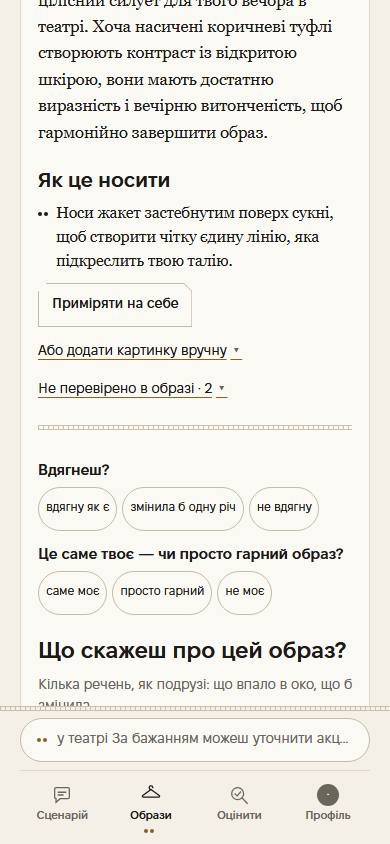 цілісний силует для твого вечора в
театрі. Хоча насичені коричневі туфлі
створюють контраст із відкритою
шкірою, вони мають достатню
виразність і вечірню витонченість, щоб
гармонійно завершити образ.
Як це носити
Носи жакет застебнутим поверх сукні,
щоб створити чітку єдину лінію, яка
підкреслить твою талію.
Приміряти на себе
Або додати картинку вручну
Не перевірено в образі · 2
Вдягнеш?
вдягну як є
змінила б одну річ
не вдягну
Це саме твоє — чи просто гарний образ?
саме моє
просто гарний
не моє
Що скажеш про цей образ?
Кілька речень, як подрузі: що впало в око, що б
змінила
у театрі За бажанням можеш уточнити акц...
Сценарій
Образи
Оцінити
Профіль